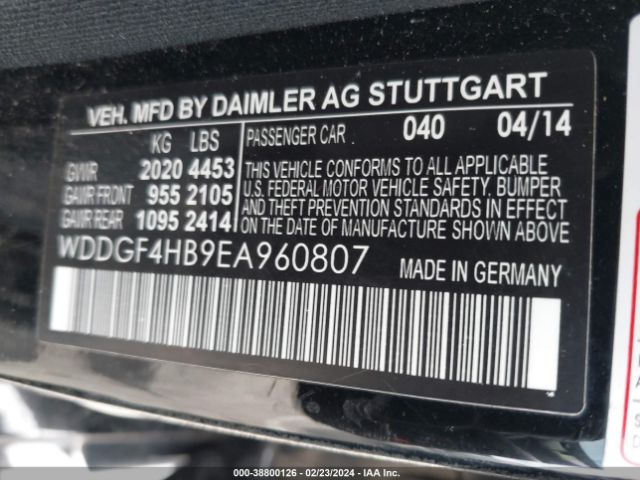 VEH. MFD BY DAIMLER AG STUTTGART
KG LBS
GVWR 2020 4453
GAWR FRONT 955 2105
GAWR REAR 1095 2414
PASSENGER CAR 040 04/14
THIS VEHICLE CONFORMS TO ALL APPLICABLE
U.S. FEDERAL MOTOR VEHICLE SAFETY, BUMPER
AND THEFT PREVENTION STANDARDS IN EFFECT
ON THE DATE OF MANUFACTURE SHOWN ABOVE.
WDDGF4HB9EA960807
MADE IN GERMANY
000-38800126 - 02/23/2024 - IAA Inc.